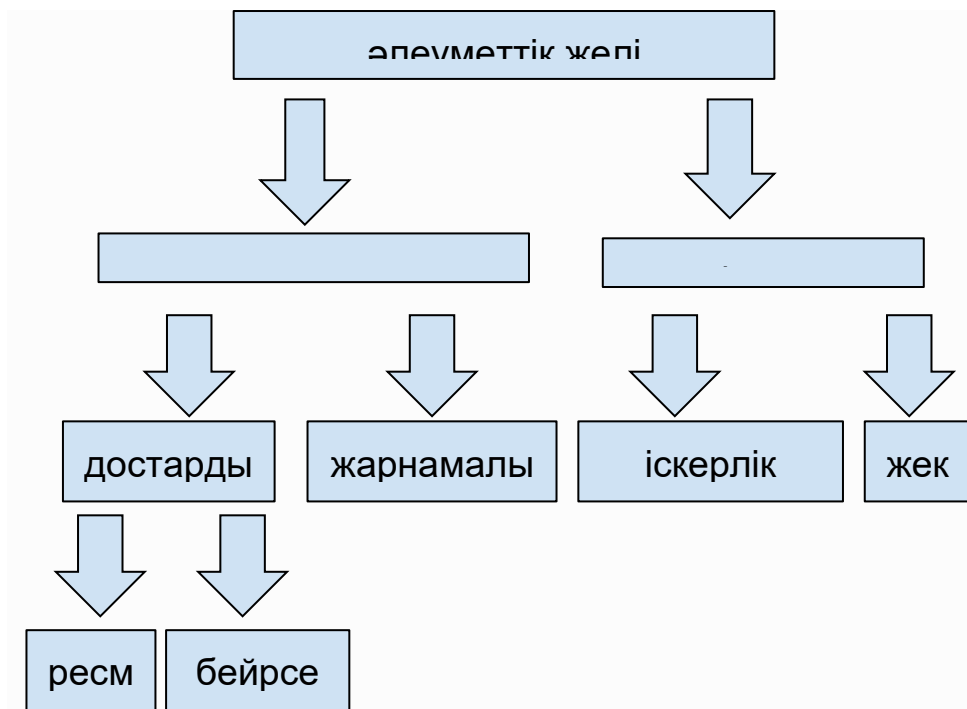 әлеуметтік желі
достарды
жарнамалы
іскерлік
жек
ресм
бейрсе